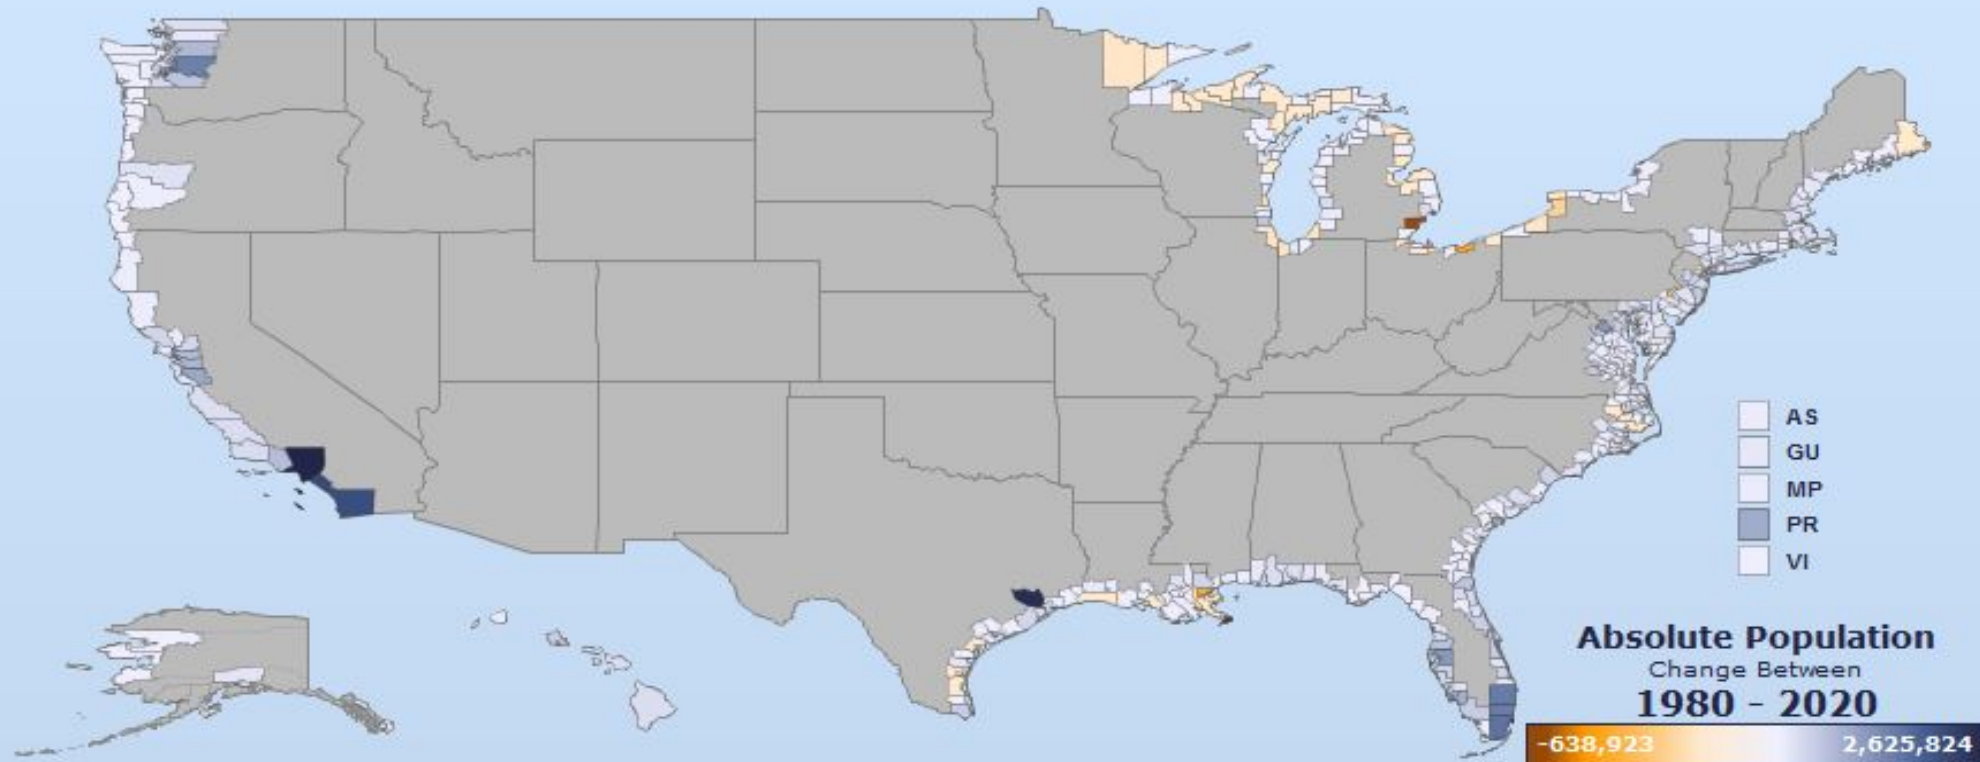 AS
GU
MP
PR
VI
Absolute Population
Change Between
1980 - 2020
-638,923 2,625,824